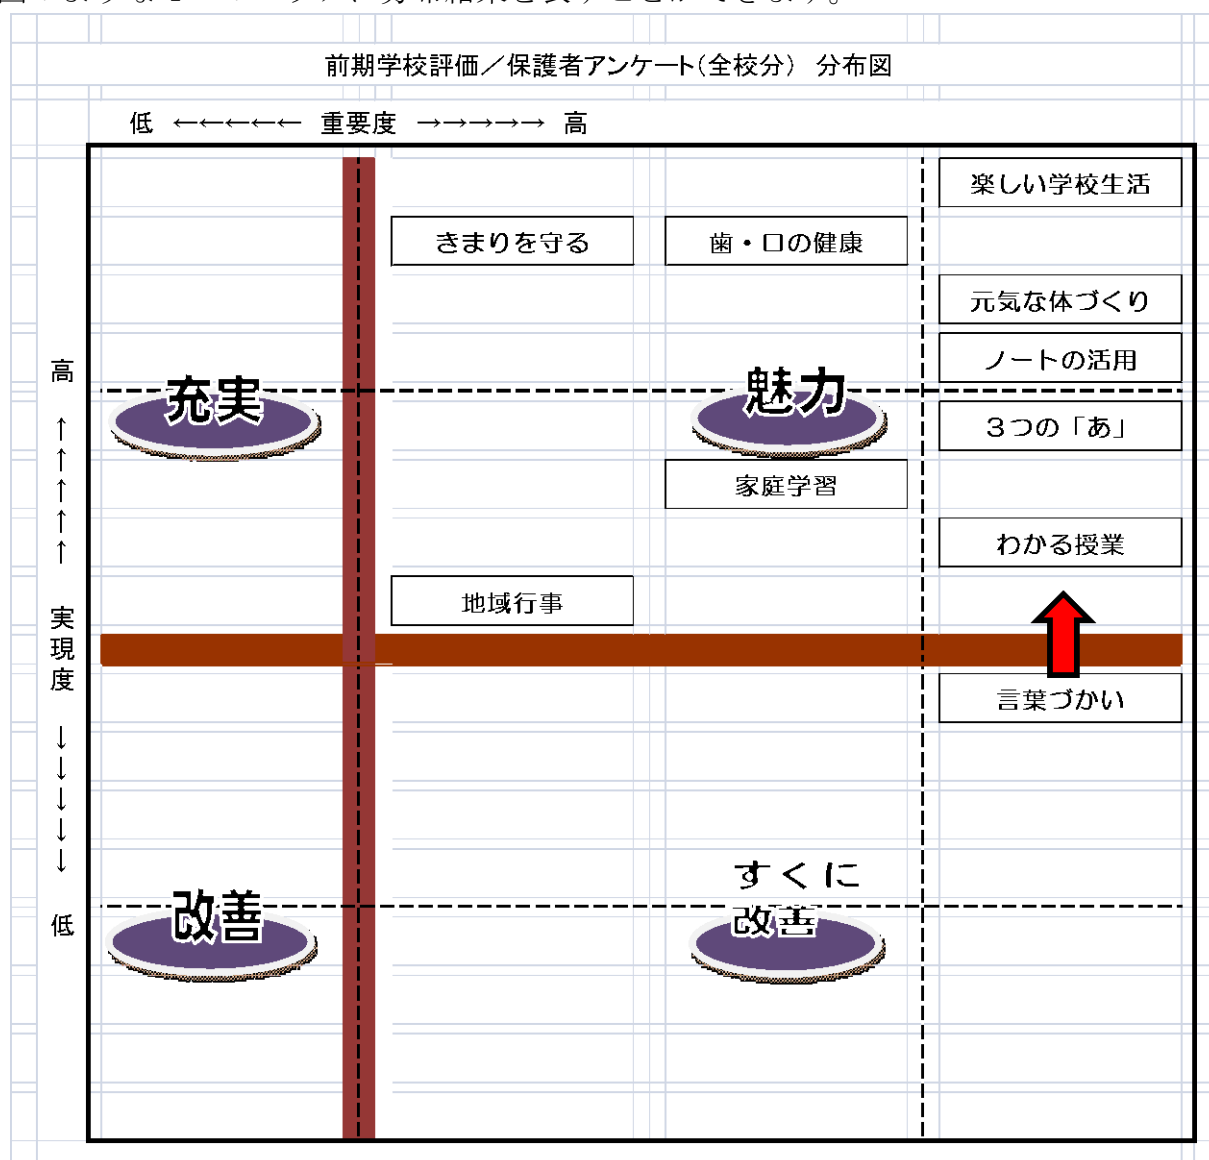 前期学校評価／保護者アンケート(全校分)　分布図
低　←←←←←　重要度　→→→→→　高
楽しい学校生活
きまりを守る
歯・口の健康
元気な体づくり
ノートの活用
高　↑↑↑↑↑　実現度　↓↓↓↓↓　低
充実
魅力
３つの「あ」
家庭学習
わかる授業
地域行事
言葉づかい
すぐに
改善
改善